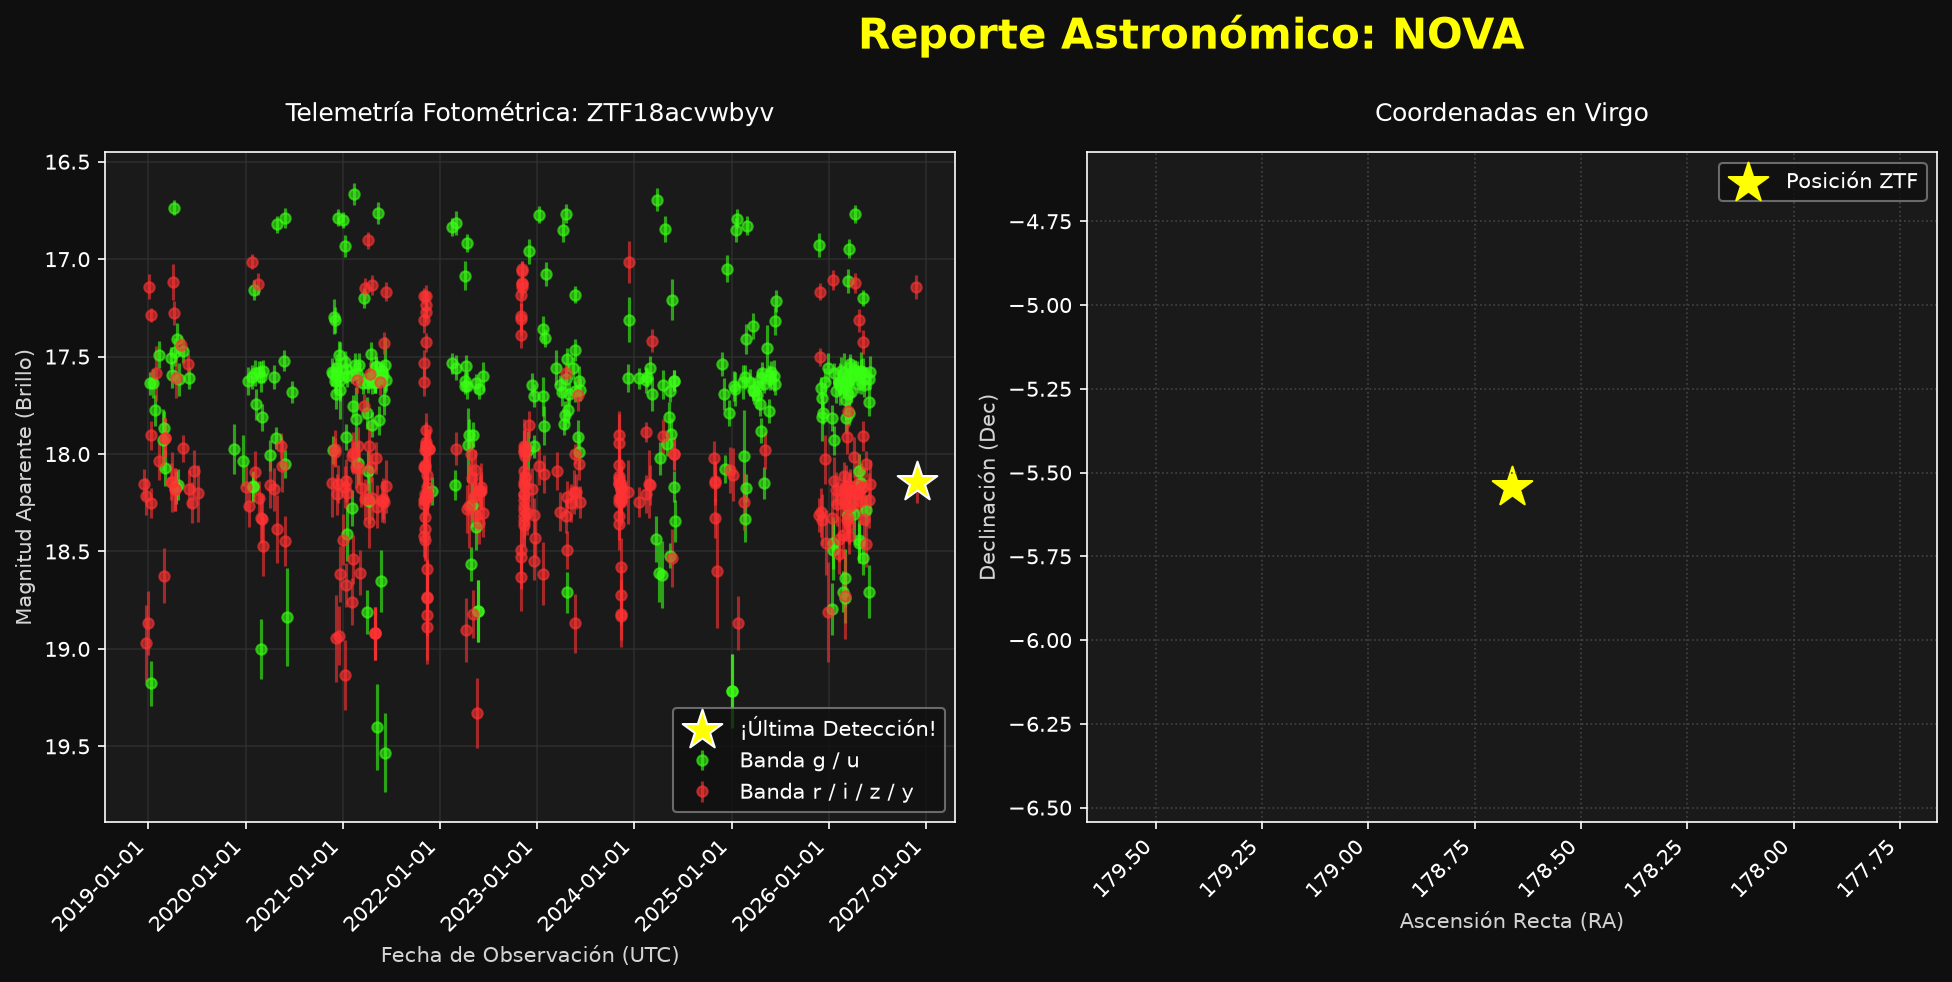 Reporte Astronómico: NOVA
Telemetría Fotométrica: ZTF18acvwbyv
Magnitud Aparente (Brillo)
16.5
17.0
17.5
18.0
18.5
19.0
19.5
¡Última Detección!
Banda g / u
Banda r / i / z / y
2019-01-01
2020-01-01
2021-01-01
2022-01-01
2023-01-01
2024-01-01
2025-01-01
2026-01-01
2027-01-01
Fecha de Observación (UTC)
Coordenadas en Virgo
Posición ZTF
Declinación (Dec)
−4.75
−5.00
−5.25
−5.50
−5.75
−6.00
−6.25
−6.50
179.50
179.25
179.00
178.75
178.50
178.25
178.00
177.75
Ascensión Recta (RA)